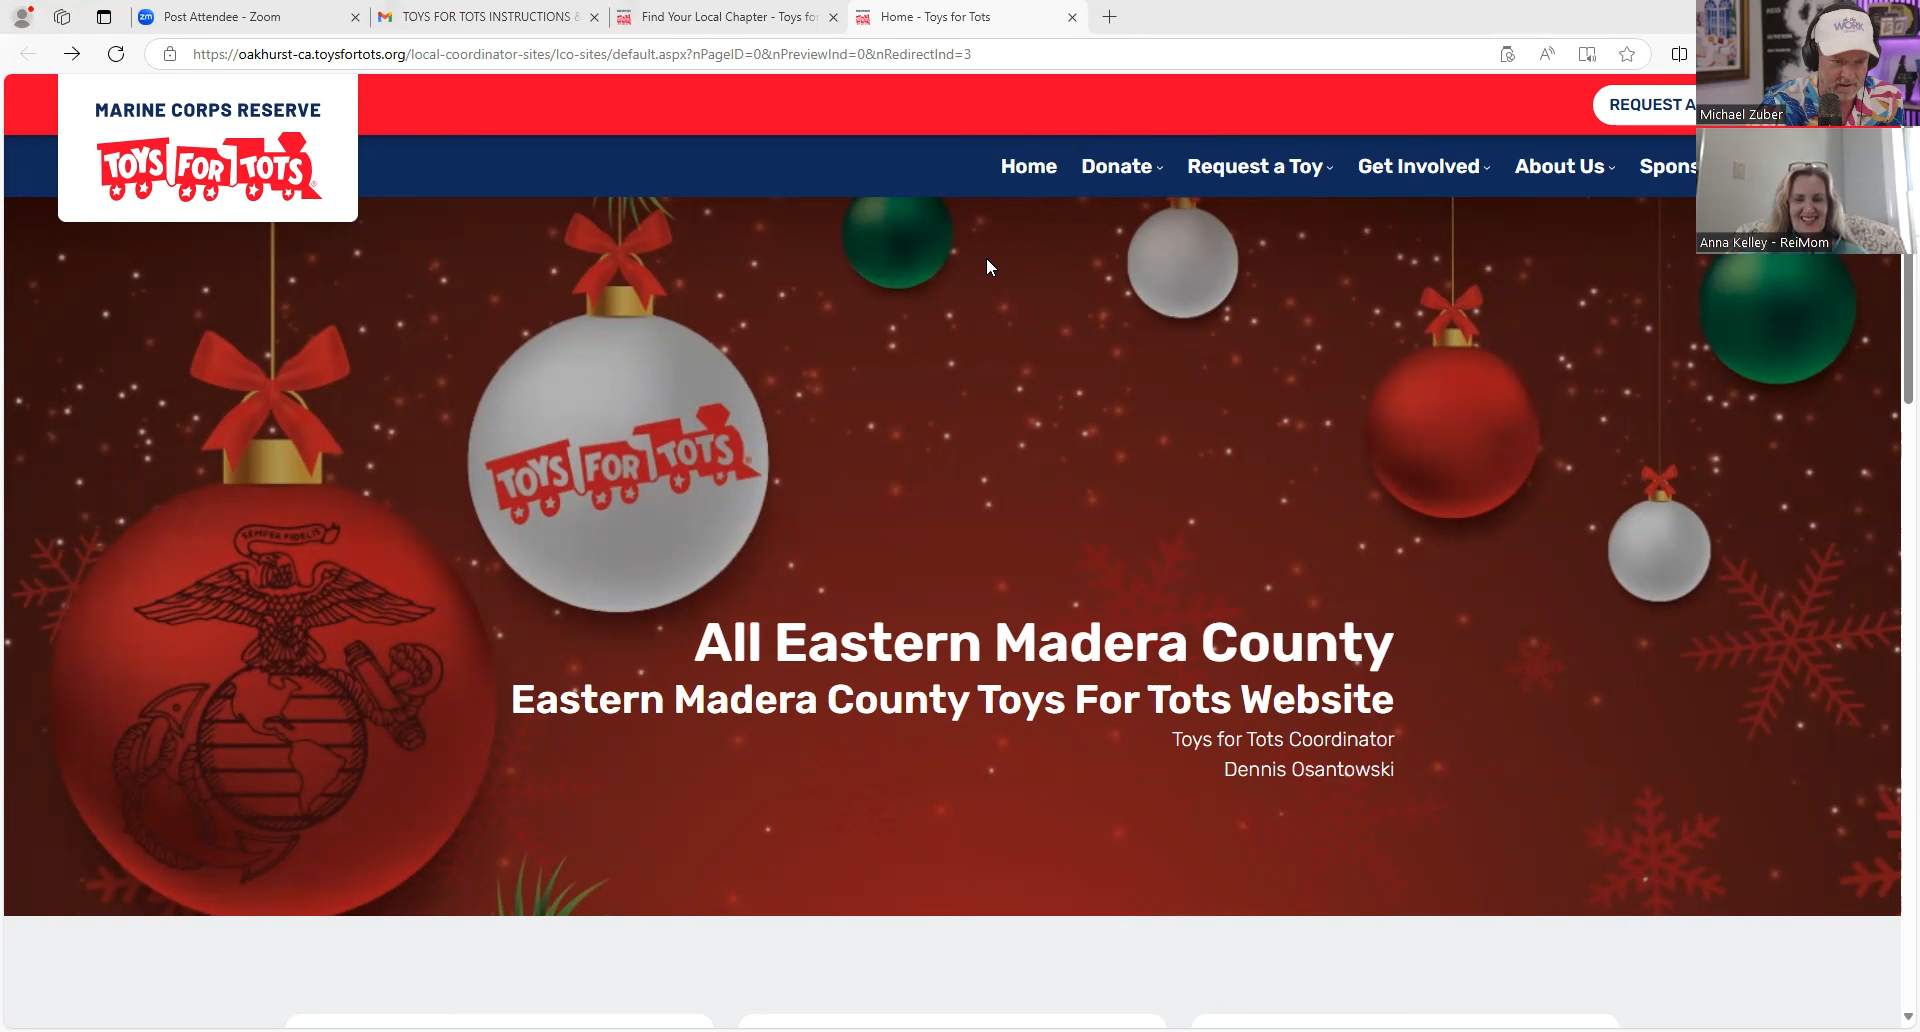 Post Attendee - Zoom
TOYS FOR TOTS INSTRUCTIONS &
Find Your Local Chapter - Toys for
Home - Toys for Tots
https://oakhurst-ca.toysfortots.org/local-coordinator-sites/lco-sites/default.aspx?nPageID=0&nPreviewInd=0&nRedirectInd=3
MARINE CORPS RESERVE
TOYS FOR TOTS
REQUEST A
Home Donate Request a Toy Get Involved About Us Spons
WORK
Michael Zuber
Anna Kelley - ReiMom
TOYS FOR TOTS
SEMPER FIDELIS
All Eastern Madera County
Eastern Madera County Toys For Tots Website
Toys for Tots Coordinator
Dennis Osantowski